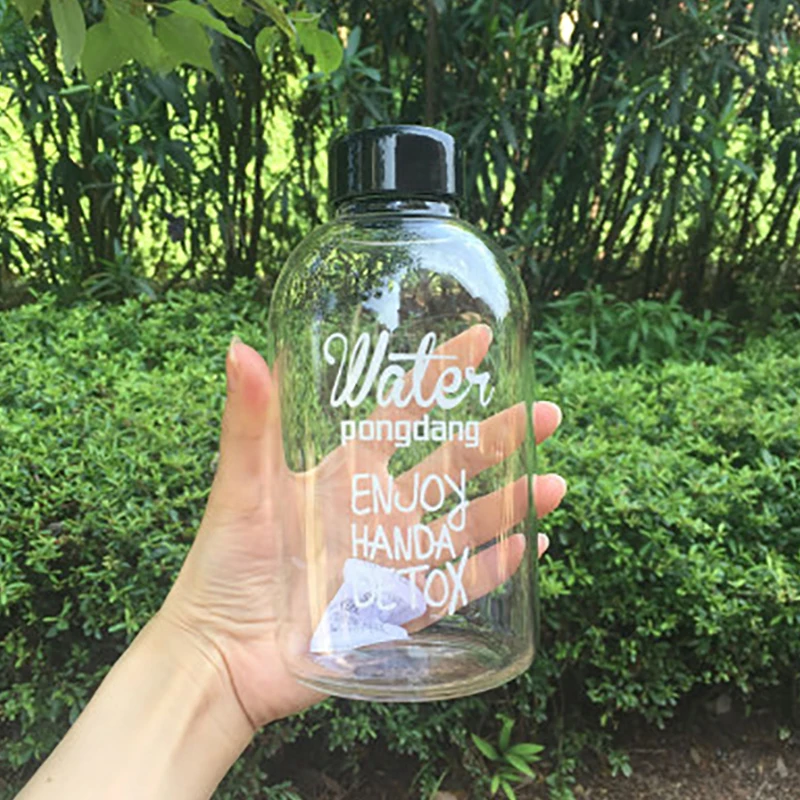 Water
pongdang
ENJOY
HANDA
DETOX